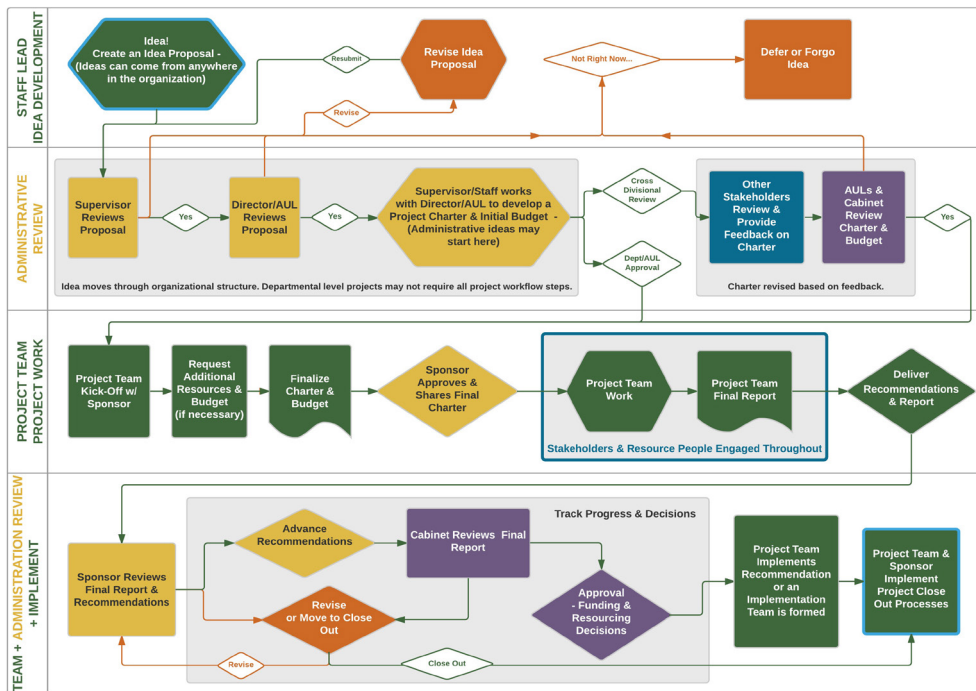 STAFF LEAD
IDEA DEVELOPMENT
Idea!
Create an Idea Proposal -
(Ideas can come from anywhere
in the organization)
Resubmit
Revise Idea
Proposal
Revise
Not Right Now...
Defer or Forgo
Idea
ADMINISTRATIVE
REVIEW
Supervisor
Reviews
Proposal
Yes
Director/AUL
Reviews
Proposal
Yes
Supervisor/Staff works
with Director/AUL to develop a
Project Charter & Initial Budget -
(Administrative ideas may
start here)
Cross
Divisional
Review
Dept/AUL
Approval
Other
Stakeholders
Review &
Provide
Feedback on
Charter
AULs &
Cabinet
Review
Charter &
Budget
Yes
Idea moves through organizational structure. Departmental level projects may not require all project workflow steps.
Charter revised based on feedback.
PROJECT TEAM
PROJECT WORK
Project Team
Kick-Off w/
Sponsor
Request
Additional
Resources &
Budget
(if necessary)
Finalize
Charter &
Budget
Sponsor
Approves &
Shares Final
Charter
Project Team
Work
Project Team
Final Report
Stakeholders & Resource People Engaged Throughout
Deliver
Recommendations
& Report
TEAM + ADMINISTRATION REVIEW
+ IMPLEMENT
Sponsor Reviews
Final Report &
Recommendations
Advance
Recommendations
Revise
or Move to Close
Out
Revise
Close Out
Cabinet Reviews Final
Report
Track Progress & Decisions
Approval
- Funding &
Resourcing
Decisions
Project Team
Implements
Recommendation
or an
Implementation
Team is formed
Project Team &
Sponsor
Implement
Project Close
Out Processes